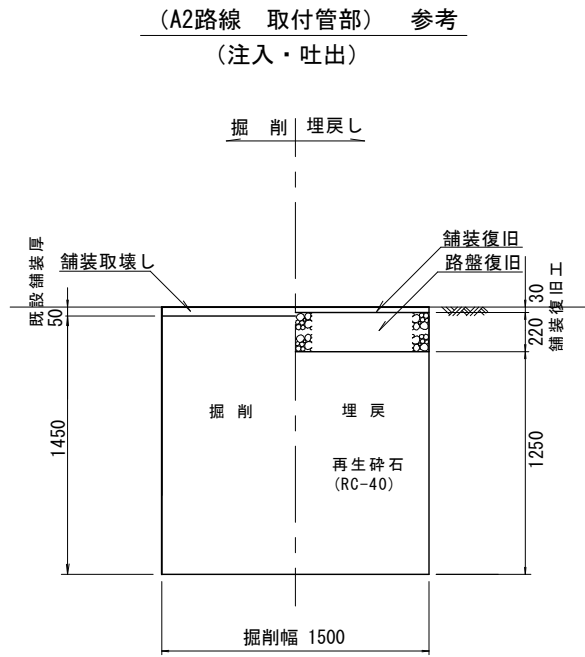 (A2路線 取付管部) 参考
(注入・吐出)
掘 削 埋戻し
舗装復旧
路盤復旧
舗装取壊し
既設舗装厚
50
1450
30
220
舗装復旧工
1250
掘 削
埋 戻
再生砕石
(RC-40)
掘削幅 1500